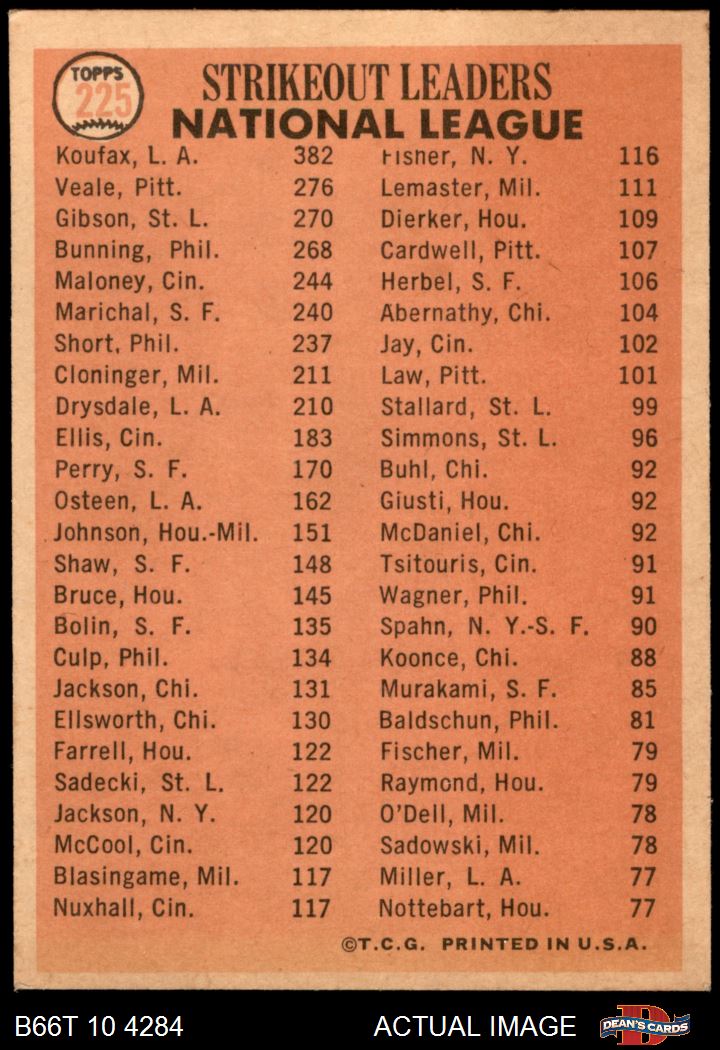 TOPPS
225
STRIKEOUT LEADERS
NATIONAL LEAGUE
Koufax, L. A. 382
Veale, Pitt. 276
Gibson, St. L. 270
Bunning, Phil. 268
Maloney, Cin. 244
Marichal, S. F. 240
Short, Phil. 237
Cloninger, Mil. 211
Drysdale, L. A. 210
Ellis, Cin. 183
Perry, S. F. 170
Osteen, L. A. 162
Johnson, Hou.-Mil. 151
Shaw, S. F. 148
Bruce, Hou. 145
Bolin, S. F. 135
Culp, Phil. 134
Jackson, Chi. 131
Ellsworth, Chi. 130
Farrell, Hou. 122
Sadecki, St. L. 122
Jackson, N. Y. 120
McCool, Cin. 120
Blasingame, Mil. 117
Nuxhall, Cin. 117
Fisher, N. Y. 116
Lemaster, Mil. 111
Dierker, Hou. 109
Cardwell, Pitt. 107
Herbel, S. F. 106
Abernathy, Chi. 104
Jay, Cin. 102
Law, Pitt. 101
Stallard, St. L. 99
Simmons, St. L. 96
Buhl, Chi. 92
Giusti, Hou. 92
McDaniel, Chi. 92
Tsitouris, Cin. 91
Wagner, Phil. 91
Spahn, N. Y.-S. F. 90
Koonce, Chi. 88
Murakami, S. F. 85
Baldschun, Phil. 81
Fischer, Mil. 79
Raymond, Hou. 79
O'Dell, Mil. 78
Sadowski, Mil. 78
Miller, L. A. 77
Nottebart, Hou. 77
©T.C.G. PRINTED IN U.S.A.
B66T 10 4284
ACTUAL IMAGE
D
DEAN'S CARDS